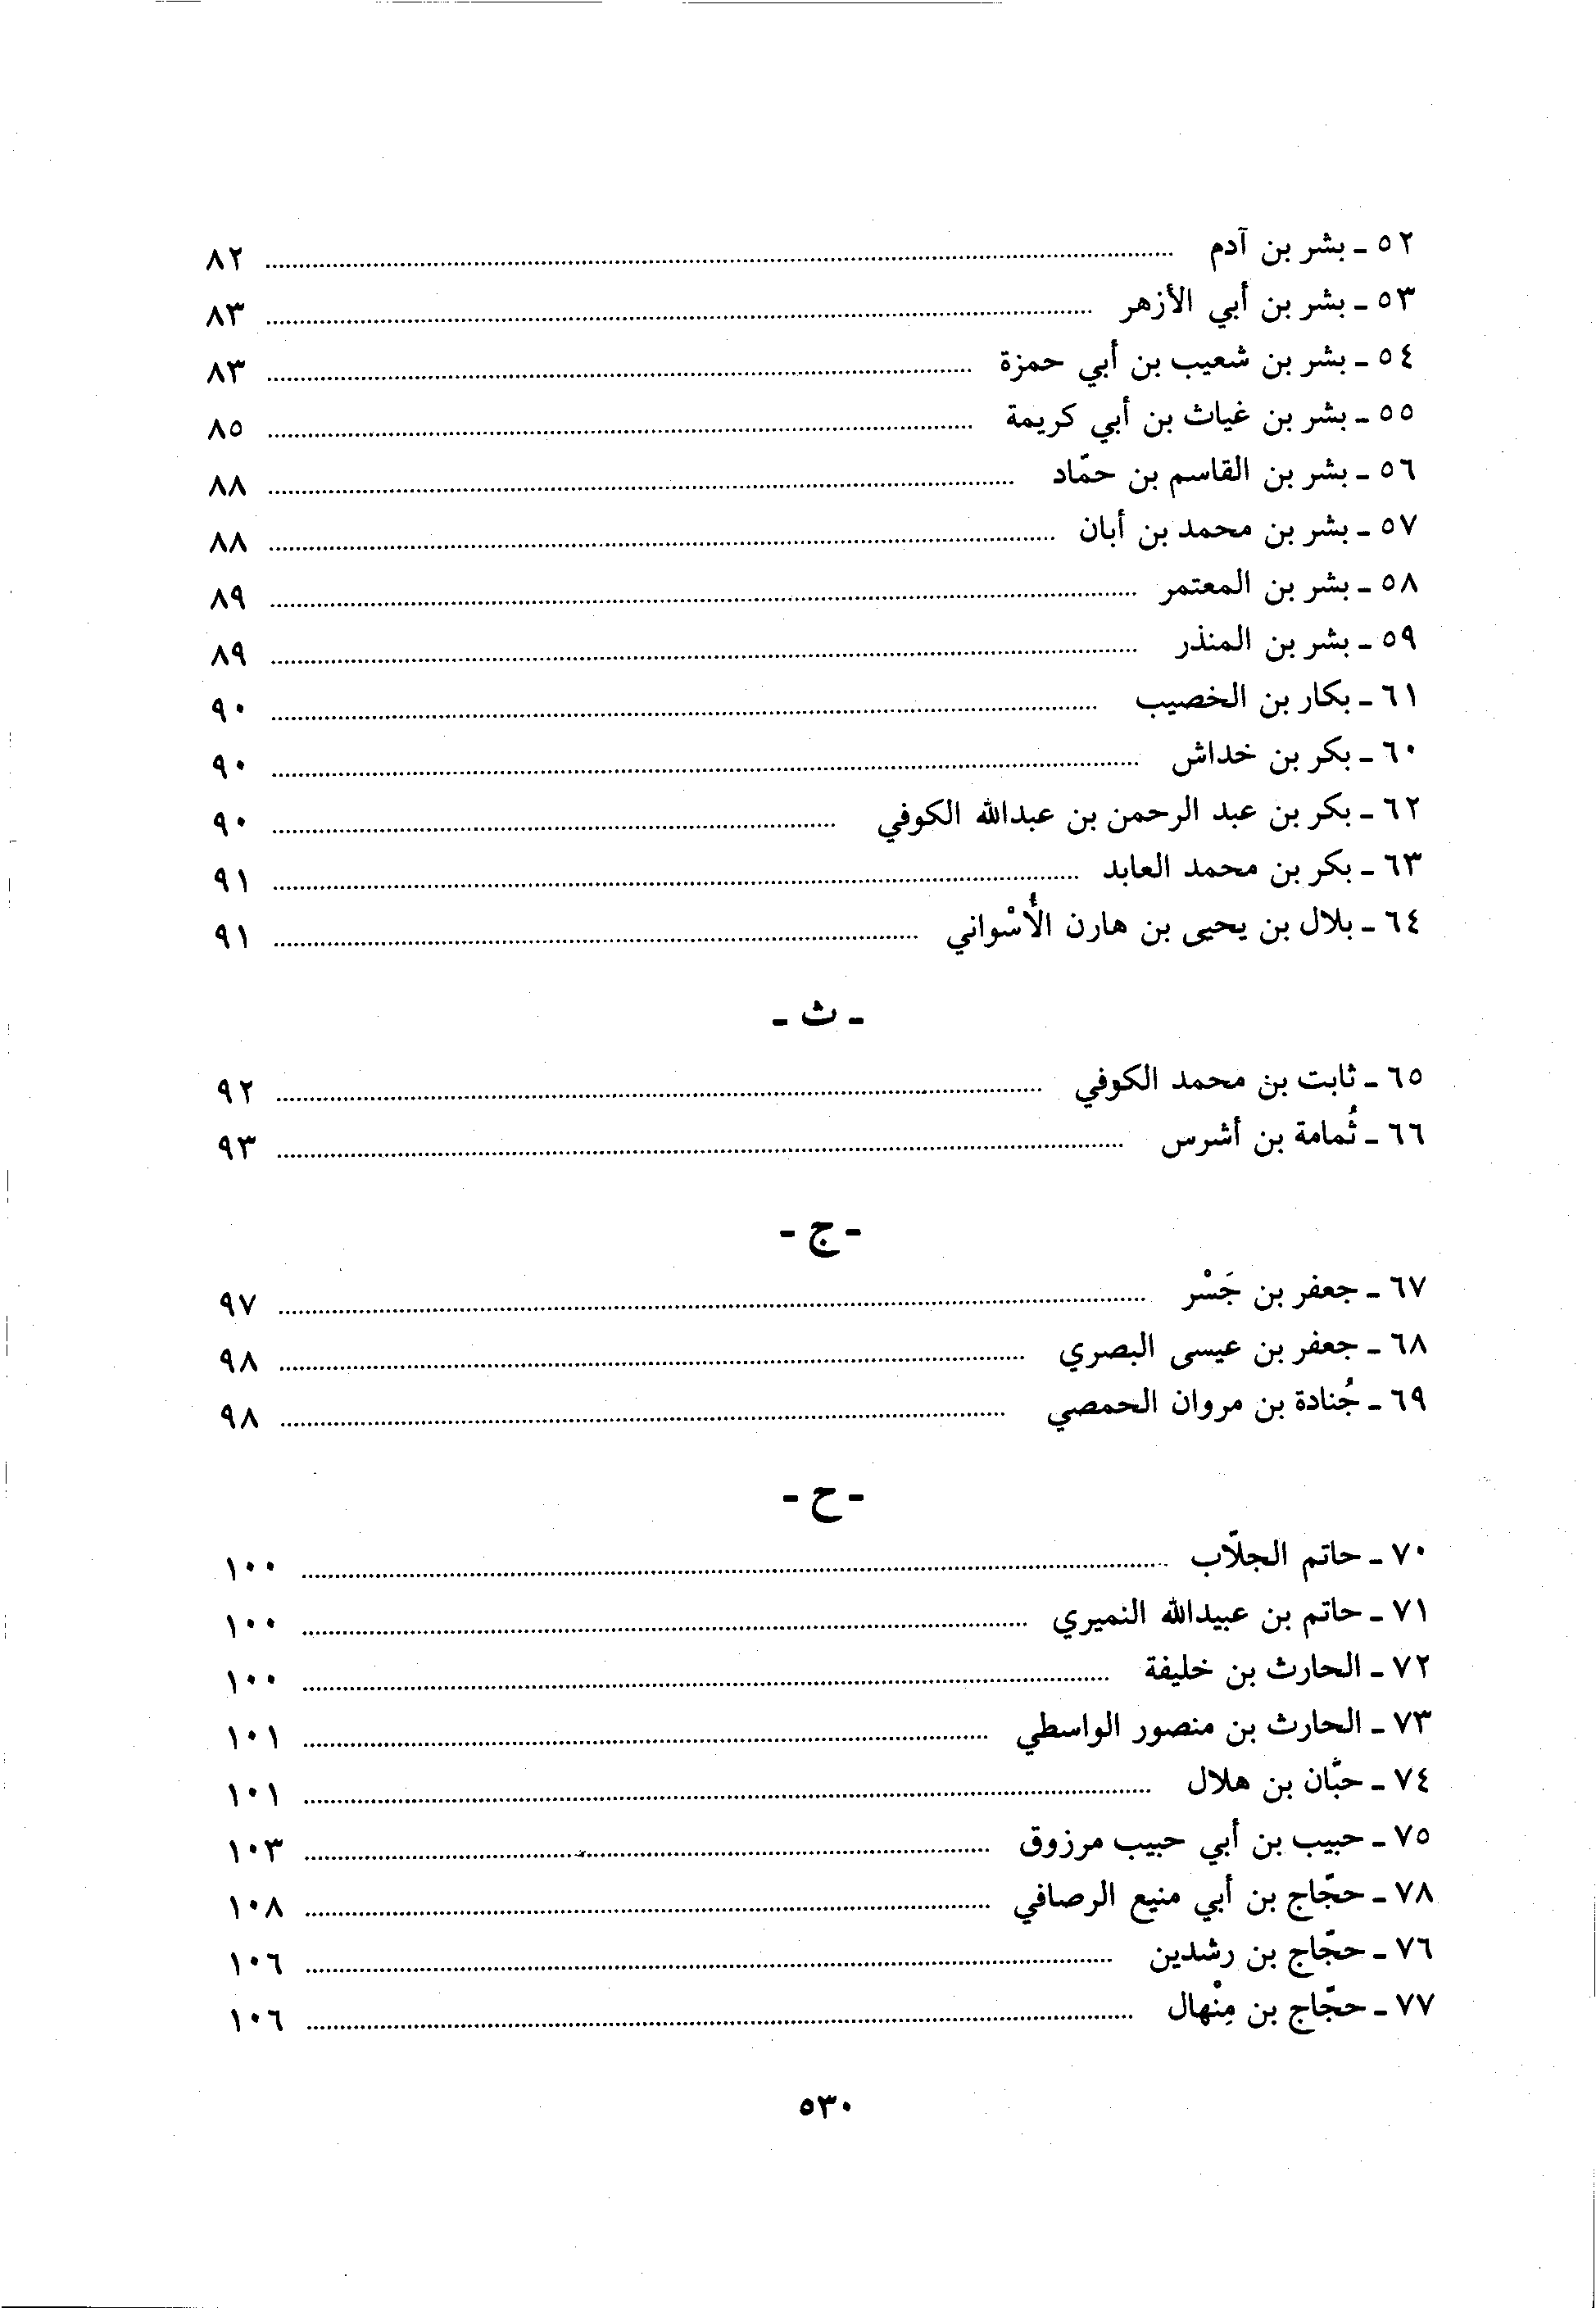 ٥٢ - بشر بن آدم ........ ٨٢
٥٣ - بشر بن أبي الأزهر ........ ٨٣
٥٤ - بشر بن شعيب بن أبي حمزة ........ ٨٣
٥٥ - بشر بن غياث بن أبي كريمة ........ ٨٥
٥٦ - بشر بن القاسم بن حمّاد ........ ٨٨
٥٧ - بشر بن محمد بن أبان ........ ٨٨
٥٨ - بشر بن المعتمر ........ ٨٩
٥٩ - بشر بن المنذر ........ ٨٩
٦١ - بكار بن الخصيب ........ ٩٠
٦٠ - بكر بن خداش ........ ٩٠
٦٢ - بكر بن عبد الرحمن بن عبدالله الكوفي ........ ٩٠
٦٣ - بكر بن محمد العابد ........ ٩١
٦٤ - بلال بن يحيى بن هارن الأُسْواني ........ ٩١
- ث -
٦٥ - ثابت بن محمد الكوفي ........ ٩٢
٦٦ - ثُمامة بن أشرس ........ ٩٣
- ج -
٦٧ - جعفر بن جَسْر ........ ٩٧
٦٨ - جعفر بن عيسى البصري ........ ٩٨
٦٩ - جُنادة بن مروان الحمصي ........ ٩٨
- ح -
٧٠ - حاتم الجلّاب ........ ١٠٠
٧١ - حاتم بن عبيدالله النميري ........ ١٠٠
٧٢ - الحارث بن خليفة ........ ١٠٠
٧٣ - الحارث بن منصور الواسطي ........ ١٠١
٧٤ - حبّان بن هلال ........ ١٠١
٧٥ - حبيب بن أبي حبيب مرزوق ........ ١٠٣
٧٨ - حجّاج بن أبي منيع الرصافي ........ ١٠٨
٧٦ - حجّاج بن رشدين ........ ١٠٦
٧٧ - حجّاج بن مِنْهال ........ ١٠٦
٥٣٠